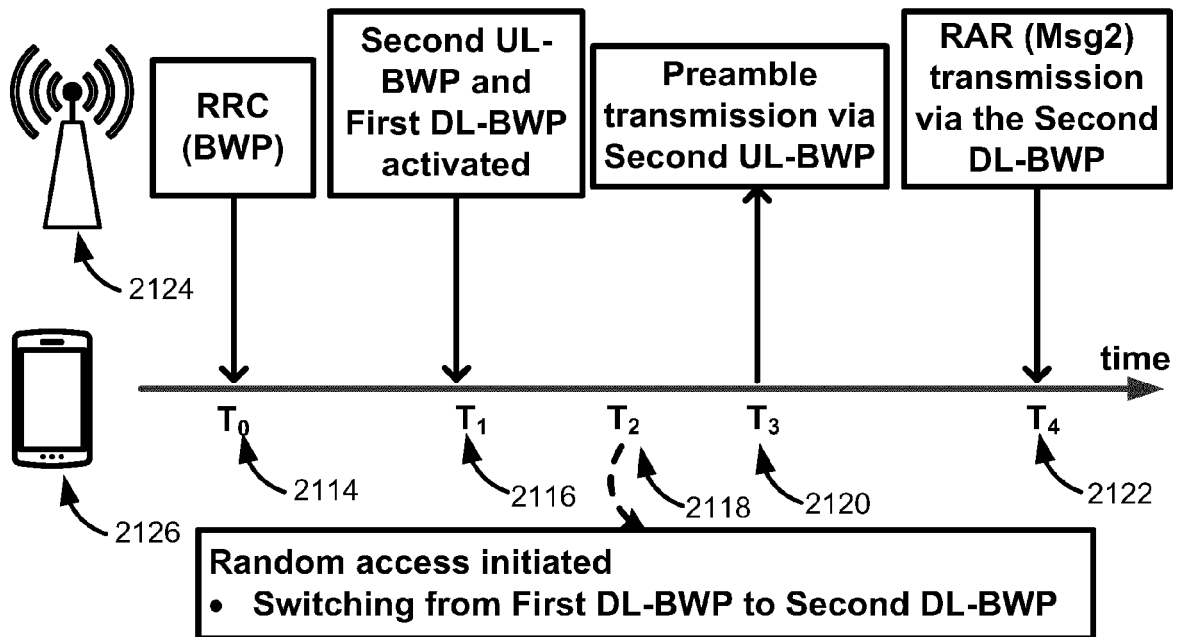 RRC
(BWP)
Second UL-
BWP and
First DL-BWP
activated
Preamble
transmission via
Second UL-BWP
RAR (Msg2)
transmission
via the Second
DL-BWP
2124
time
T0
T1
T2
T3
T4
2114
2116
2118
2120
2122
2126
Random access initiated
• Switching from First DL-BWP to Second DL-BWP